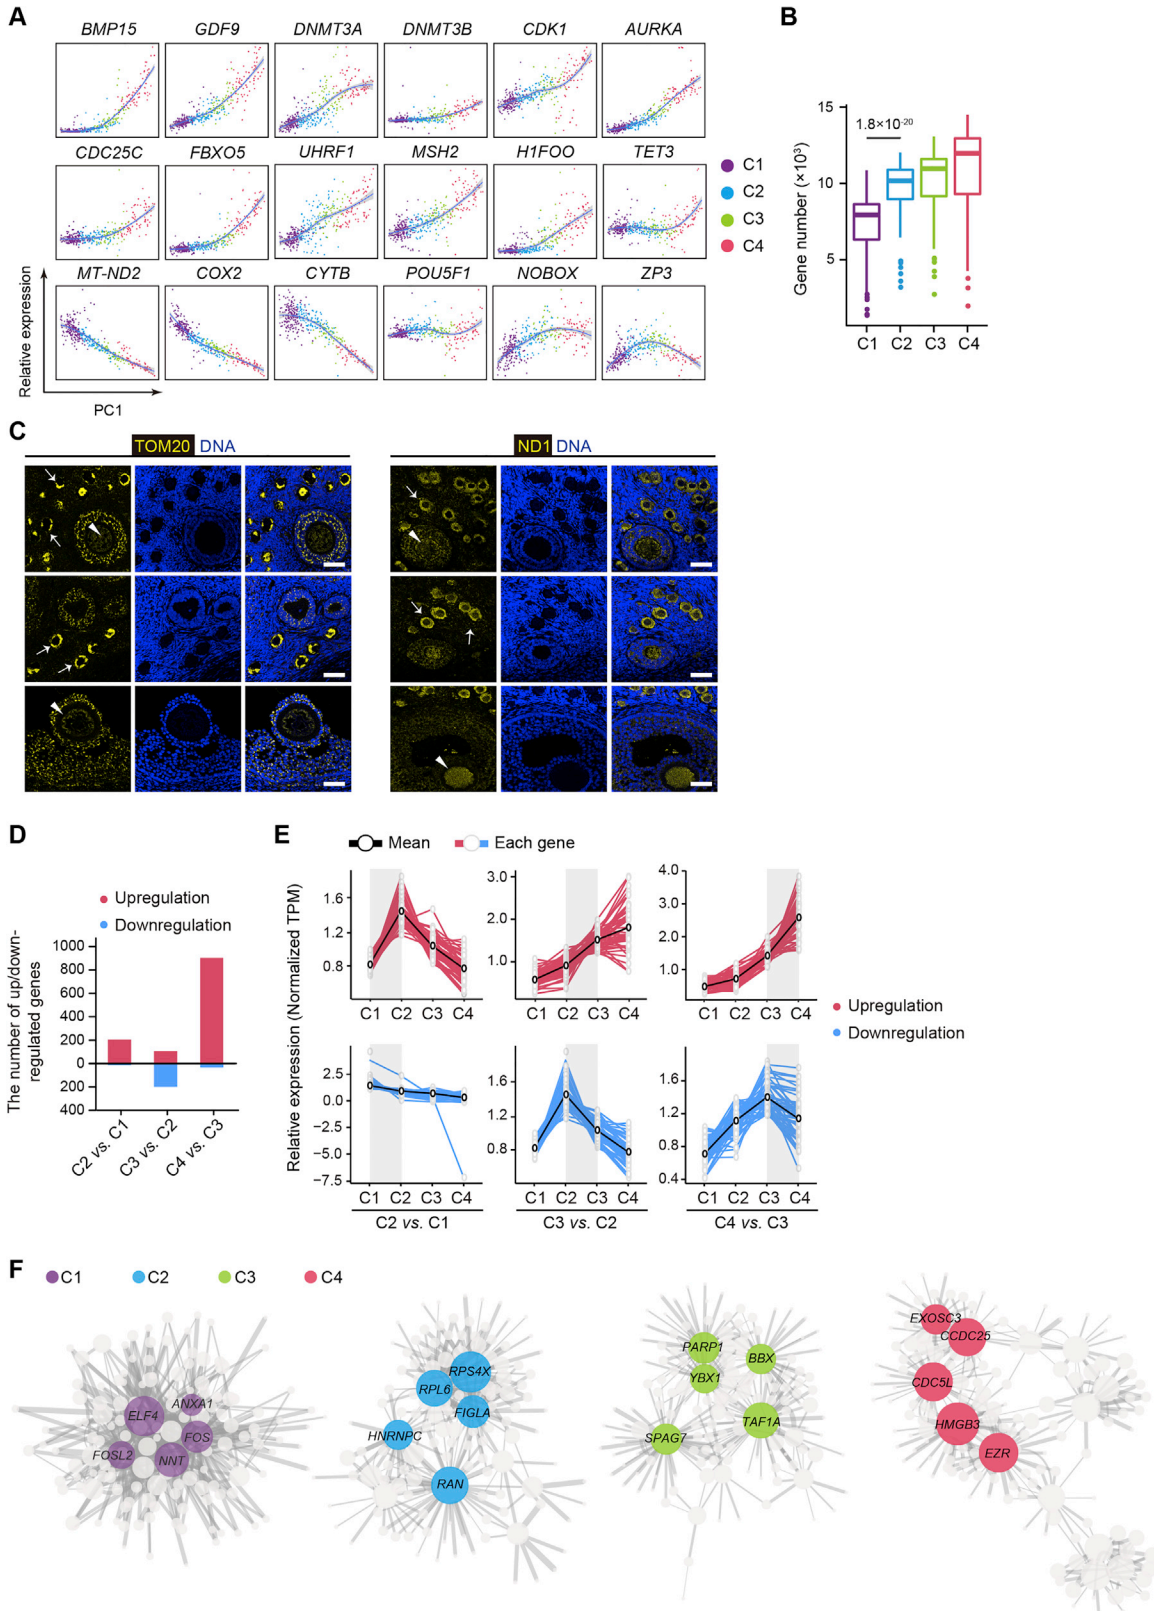 A
BMP15 GDF9 DNMT3A DNMT3B CDK1 AURKA
CDC25C FBXO5 UHRF1 MSH2 H1FOO TET3
MT-ND2 COX2 CYTB POU5F1 NOBOX ZP3
Relative expression
PC1
C1
C2
C3
C4
B
Gene number (×10³)
15
10
5
1.8×10⁻²⁰
C1 C2 C3 C4
C
TOM20 DNA
ND1 DNA
D
Upregulation
Downregulation
The number of up/down-
regulated genes
1000
800
600
400
200
0
200
400
C2 vs. C1
C3 vs. C2
C4 vs. C3
E
Mean
Each gene
Relative expression (Normalized TPM)
1.6
1.2
0.8
C1 C2 C3 C4
3.0
2.0
1.0
C1 C2 C3 C4
4.0
3.0
2.0
1.0
C1 C2 C3 C4
2.5
0.0
−2.5
−5.0
−7.5
C1 C2 C3 C4
C2 vs. C1
1.6
1.2
0.8
C1 C2 C3 C4
C3 vs. C2
1.6
1.2
0.8
0.4
C1 C2 C3 C4
C4 vs. C3
Upregulation
Downregulation
F
C1 C2 C3 C4
ANXA1
ELF4
FOS
FOSL2
NNT
RPS4X
RPL6
FIGLA
HNRNPC
RAN
PARP1
BBX
YBX1
TAF1A
SPAG7
EXOSC3
CCDC25
CDC5L
HMGB3
EZR